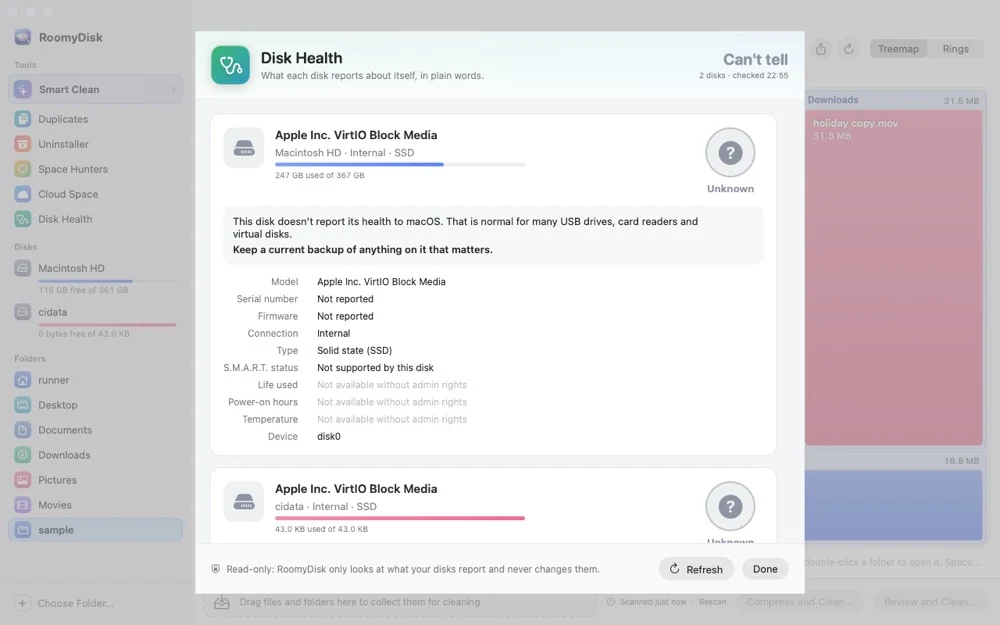 RoomyDisk
Tools
Smart Clean
Duplicates
Uninstaller
Space Hunters
Cloud Space
Disk Health
Disks
Macintosh HD
115 GB free of 361 GB
cidata
0 bytes free of 43.0 KB
Folders
runner
Desktop
Documents
Downloads
Pictures
Movies
sample
Choose Folder...
Disk Health
What each disk reports about itself, in plain words.
Can't tell
2 disks · checked 22:55
Apple Inc. VirtIO Block Media
Macintosh HD · Internal · SSD
247 GB used of 367 GB
?
Unknown
This disk doesn't report its health to macOS. That is normal for many USB drives, card readers and
virtual disks.
Keep a current backup of anything on it that matters.
Model Apple Inc. VirtIO Block Media
Serial number Not reported
Firmware Not reported
Connection Internal
Type Solid state (SSD)
S.M.A.R.T. status Not supported by this disk
Life used Not available without admin rights
Power-on hours Not available without admin rights
Temperature Not available without admin rights
Device disk0
Apple Inc. VirtIO Block Media
cidata · Internal · SSD
43.0 KB used of 43.0 KB
?
Unknown
Read-only: RoomyDisk only looks at what your disks report and never changes them.
Refresh
Done
Treemap
Rings
Downloads
31.5 MB
holiday copy.mov
31.5 MB
16.8 MB
double-click a folder to open it. Space...
Drag files and folders here to collect them for cleaning
Scanned just now · Rescan
Compress and Clean...
Review and Clean...